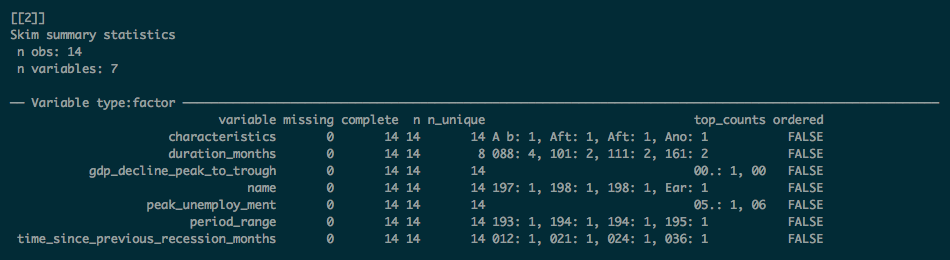 [[2]]
Skim summary statistics
n obs: 14
n variables: 7
── Variable type:factor ──────────────────────────────
variable missing complete n n_unique top_counts ordered
characteristics 0 14 14 14 A b: 1, Aft: 1, Aft: 1, Ano: 1 FALSE
duration_months 0 14 14 8 088: 4, 101: 2, 111: 2, 161: 2 FALSE
gdp_decline_peak_to_trough 0 14 14 14 00.: 1, 00 FALSE
name 0 14 14 14 197: 1, 198: 1, 198: 1, Ear: 1 FALSE
peak_unemploy_ment 0 14 14 14 05.: 1, 06 FALSE
period_range 0 14 14 14 193: 1, 194: 1, 194: 1, 195: 1 FALSE
time_since_previous_recession_months 0 14 14 14 012: 1, 021: 1, 024: 1, 036: 1 FALSE